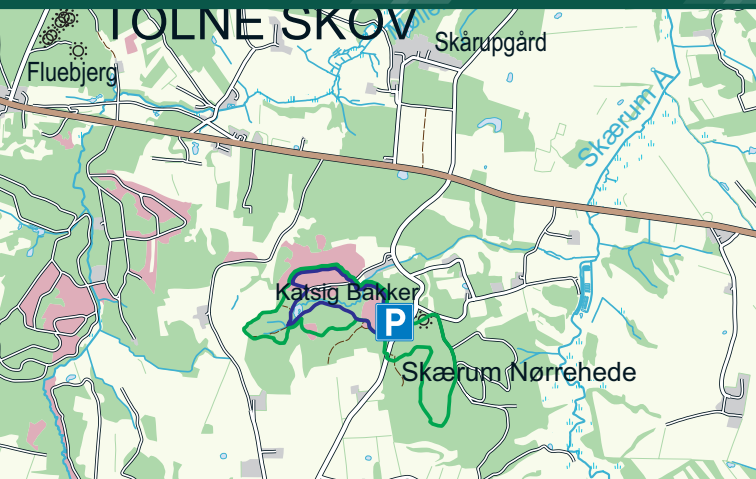 TOLNE SKOV
Skårupgård
Fluebjerg
Skærum Å
Katsig Bakker
P
Skærum Nørrehede